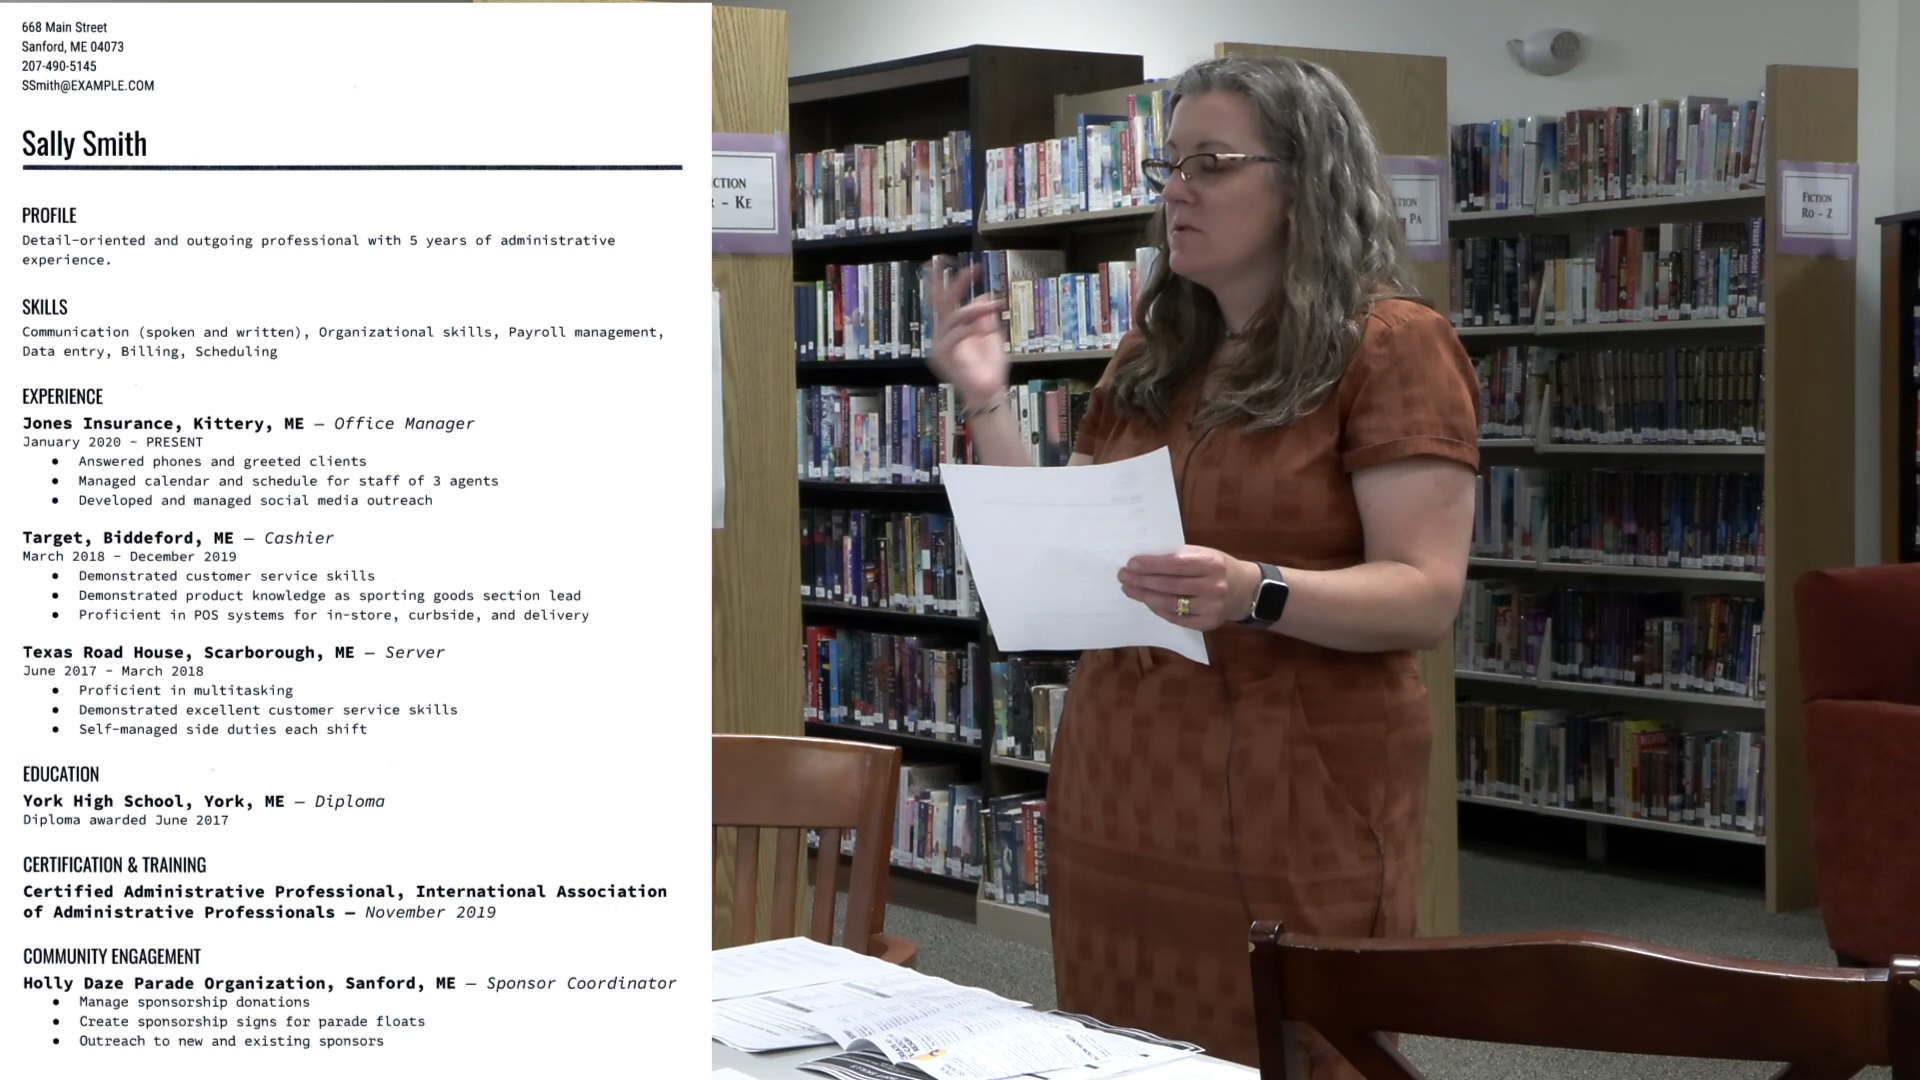 668 Main Street
Sanford, ME 04073
207-490-5145
SSmith@EXAMPLE.COM
Sally Smith
PROFILE
Detail-oriented and outgoing professional with 5 years of administrative
experience.
SKILLS
Communication (spoken and written), Organizational skills, Payroll management,
Data entry, Billing, Scheduling
EXPERIENCE
Jones Insurance, Kittery, ME — Office Manager
January 2020 - PRESENT
● Answered phones and greeted clients
● Managed calendar and schedule for staff of 3 agents
● Developed and managed social media outreach
Target, Biddeford, ME — Cashier
March 2018 - December 2019
● Demonstrated customer service skills
● Demonstrated product knowledge as sporting goods section lead
● Proficient in POS systems for in-store, curbside, and delivery
Texas Road House, Scarborough, ME — Server
June 2017 - March 2018
● Proficient in multitasking
● Demonstrated excellent customer service skills
● Self-managed side duties each shift
EDUCATION
York High School, York, ME — Diploma
Diploma awarded June 2017
CERTIFICATION & TRAINING
Certified Administrative Professional, International Association
of Administrative Professionals — November 2019
COMMUNITY ENGAGEMENT
Holly Daze Parade Organization, Sanford, ME — Sponsor Coordinator
● Manage sponsorship donations
● Create sponsorship signs for parade floats
● Outreach to new and existing sponsors
CTION
- KE
TION
PA
FICTION
RO - Z